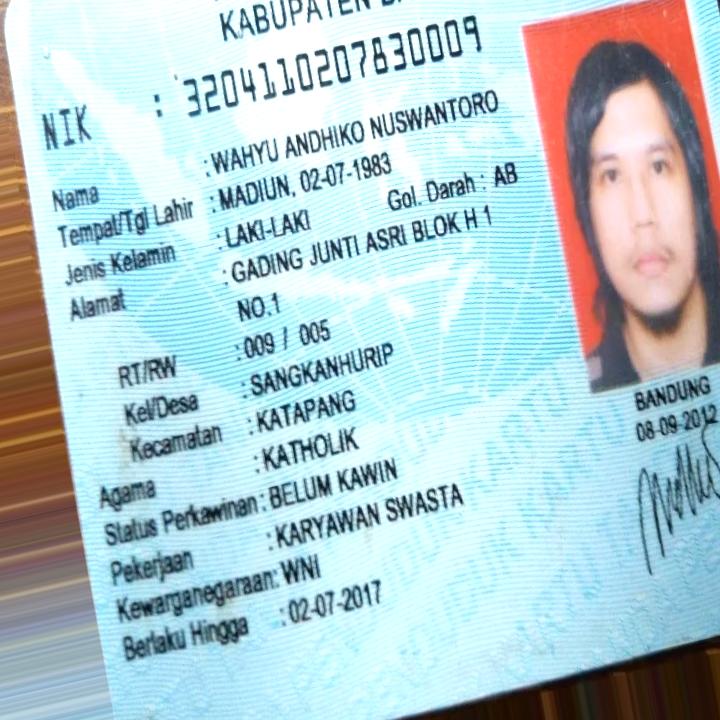 KABUPATEN
NIK : 3204110207830009
Nama : WAHYU ANDHIKO NUSWANTORO
Tempat/Tgl Lahir : MADIUN, 02-07-1983
Jenis Kelamin : LAKI-LAKI Gol. Darah : AB
Alamat : GADING JUNTI ASRI BLOK H 1
NO.1
RT/RW : 009 / 005
Kel/Desa : SANGKANHURIP
Kecamatan : KATAPANG
Agama : KATHOLIK
Status Perkawinan : BELUM KAWIN
Pekerjaan : KARYAWAN SWASTA
Kewarganegaraan: WNI
Berlaku Hingga : 02-07-2017
BANDUNG
08-09-2012